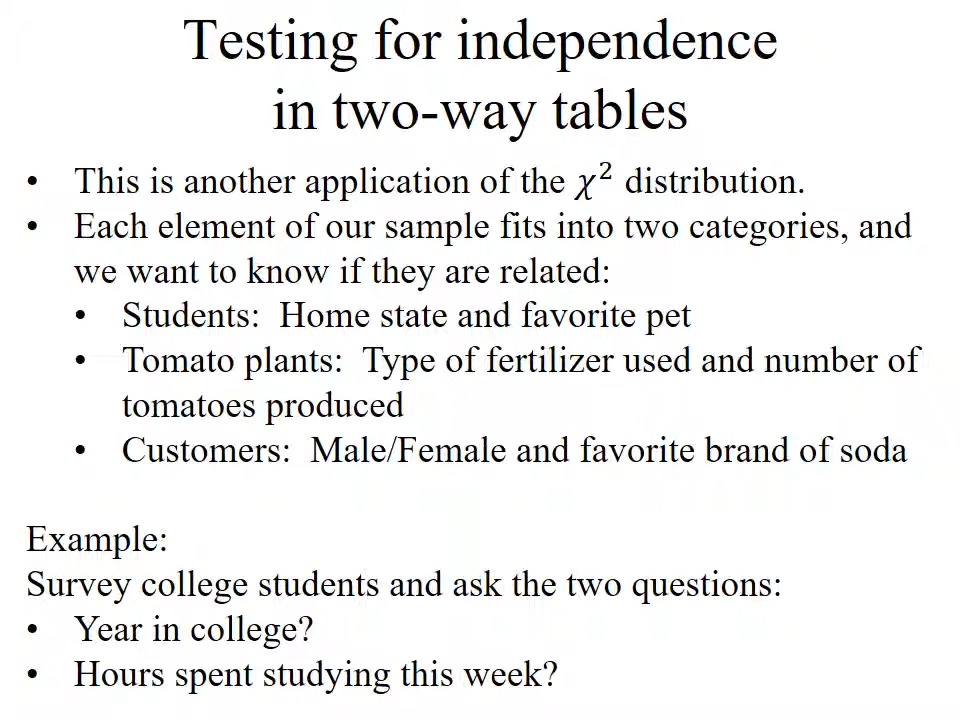 Testing for independence
in two-way tables
• This is another application of the 𝜒² distribution.
• Each element of our sample fits into two categories, and
we want to know if they are related:
• Students:  Home state and favorite pet
• Tomato plants:  Type of fertilizer used and number of
tomatoes produced
• Customers:  Male/Female and favorite brand of soda
Example:
Survey college students and ask the two questions:
• Year in college?
• Hours spent studying this week?